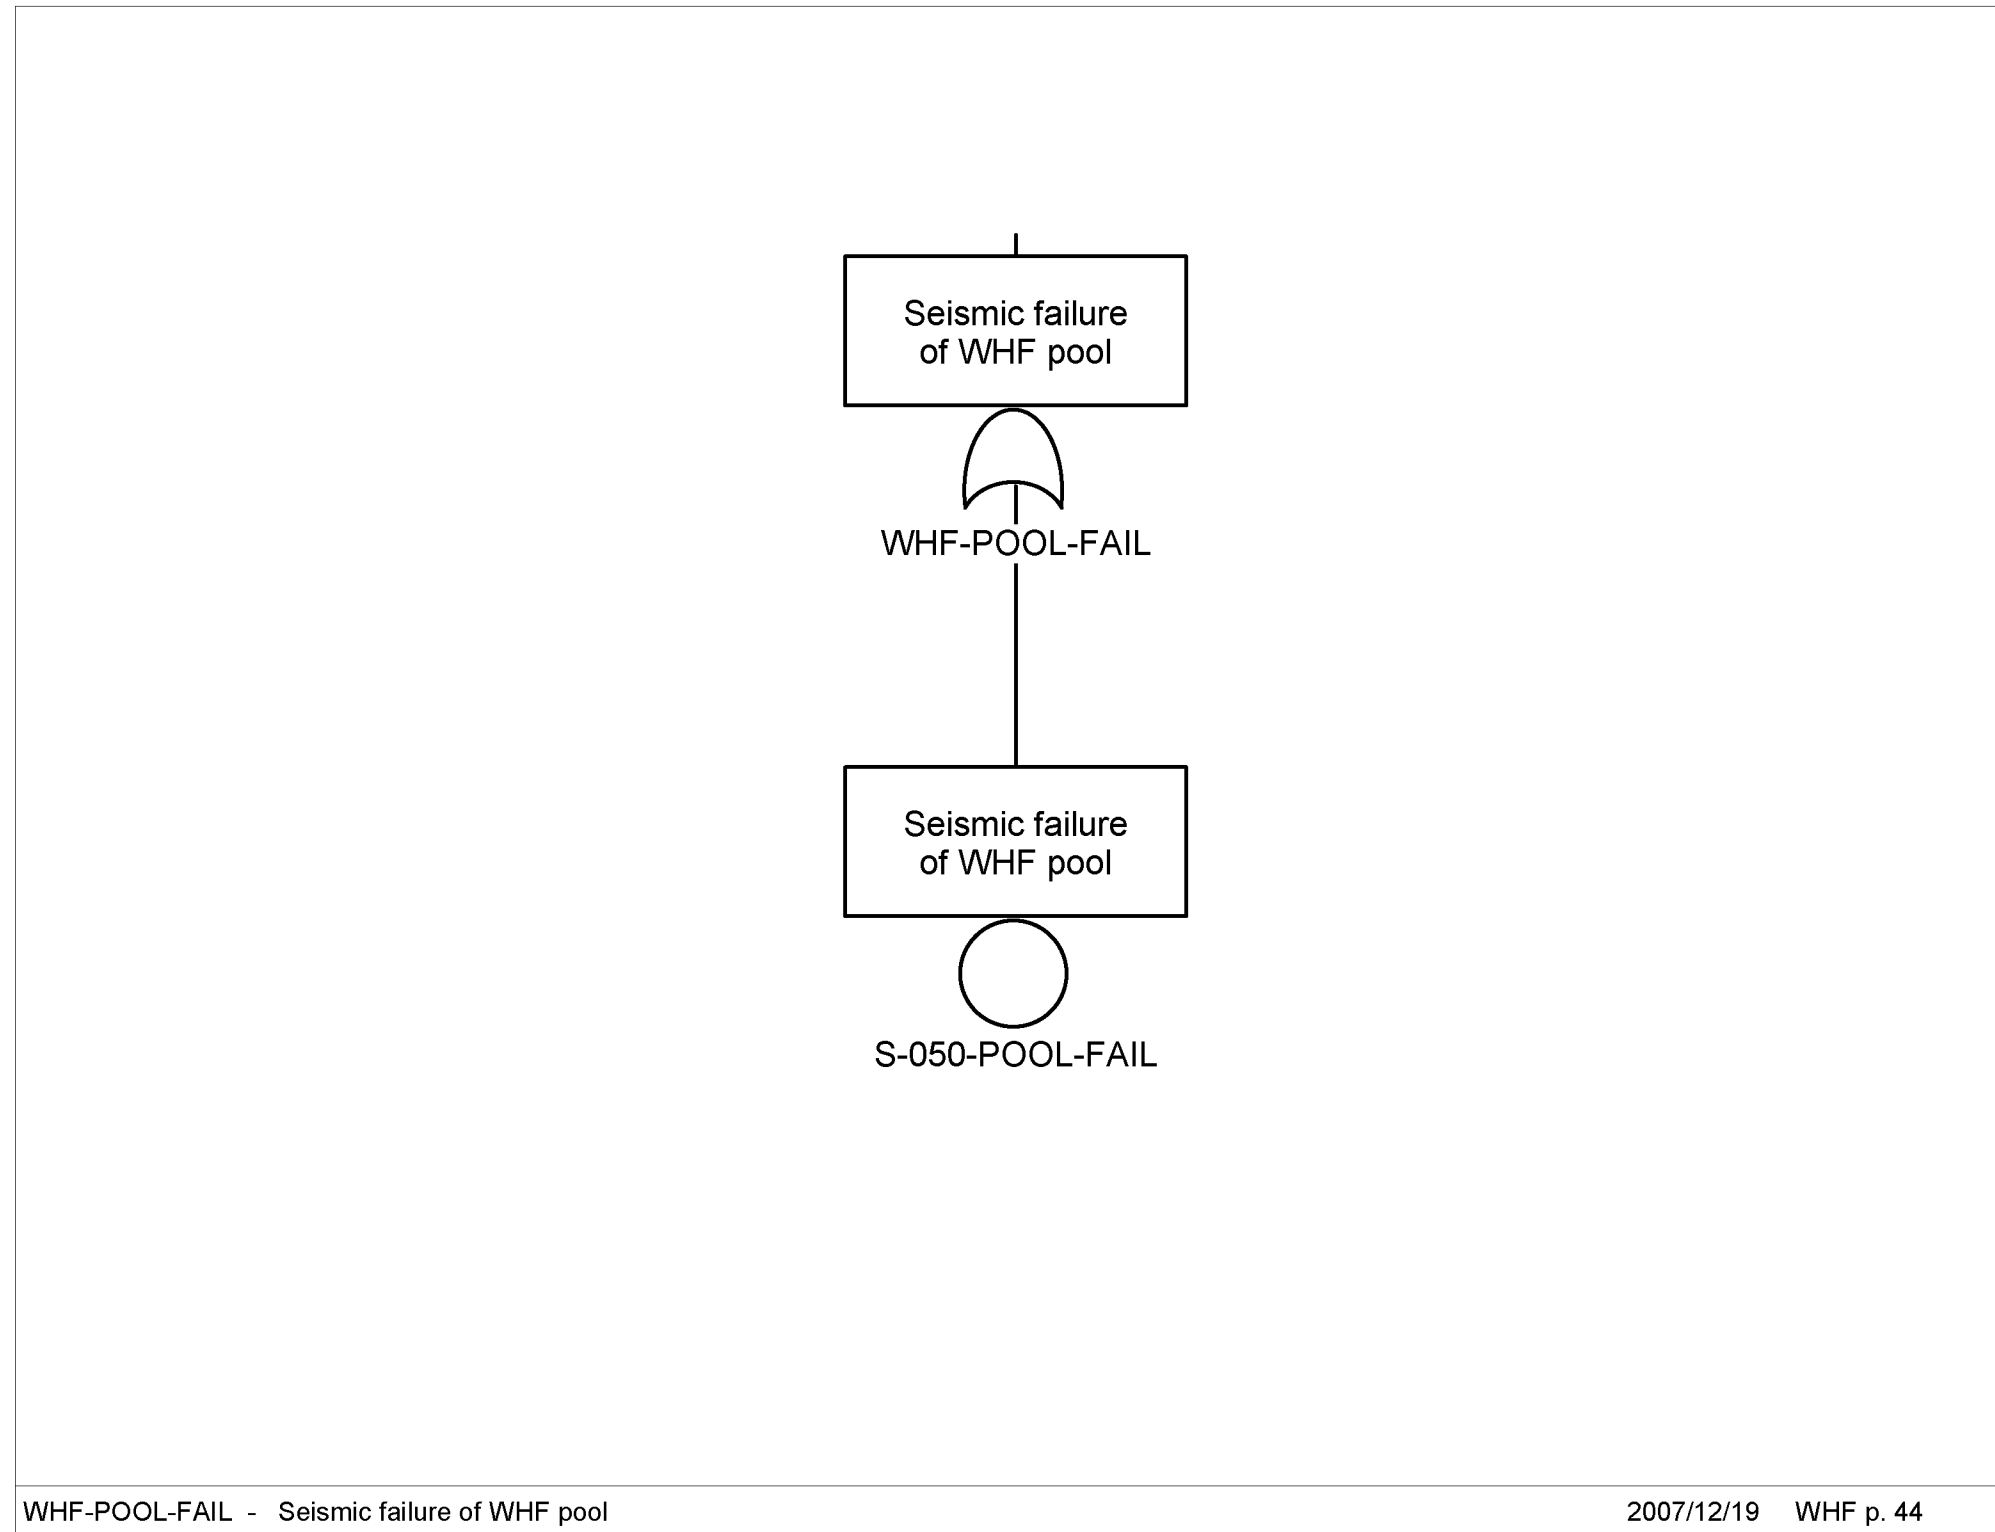 Seismic failure
of WHF pool
WHF-POOL-FAIL
Seismic failure
of WHF pool
S-050-POOL-FAIL
WHF-POOL-FAIL - Seismic failure of WHF pool
2007/12/19 WHF p. 44